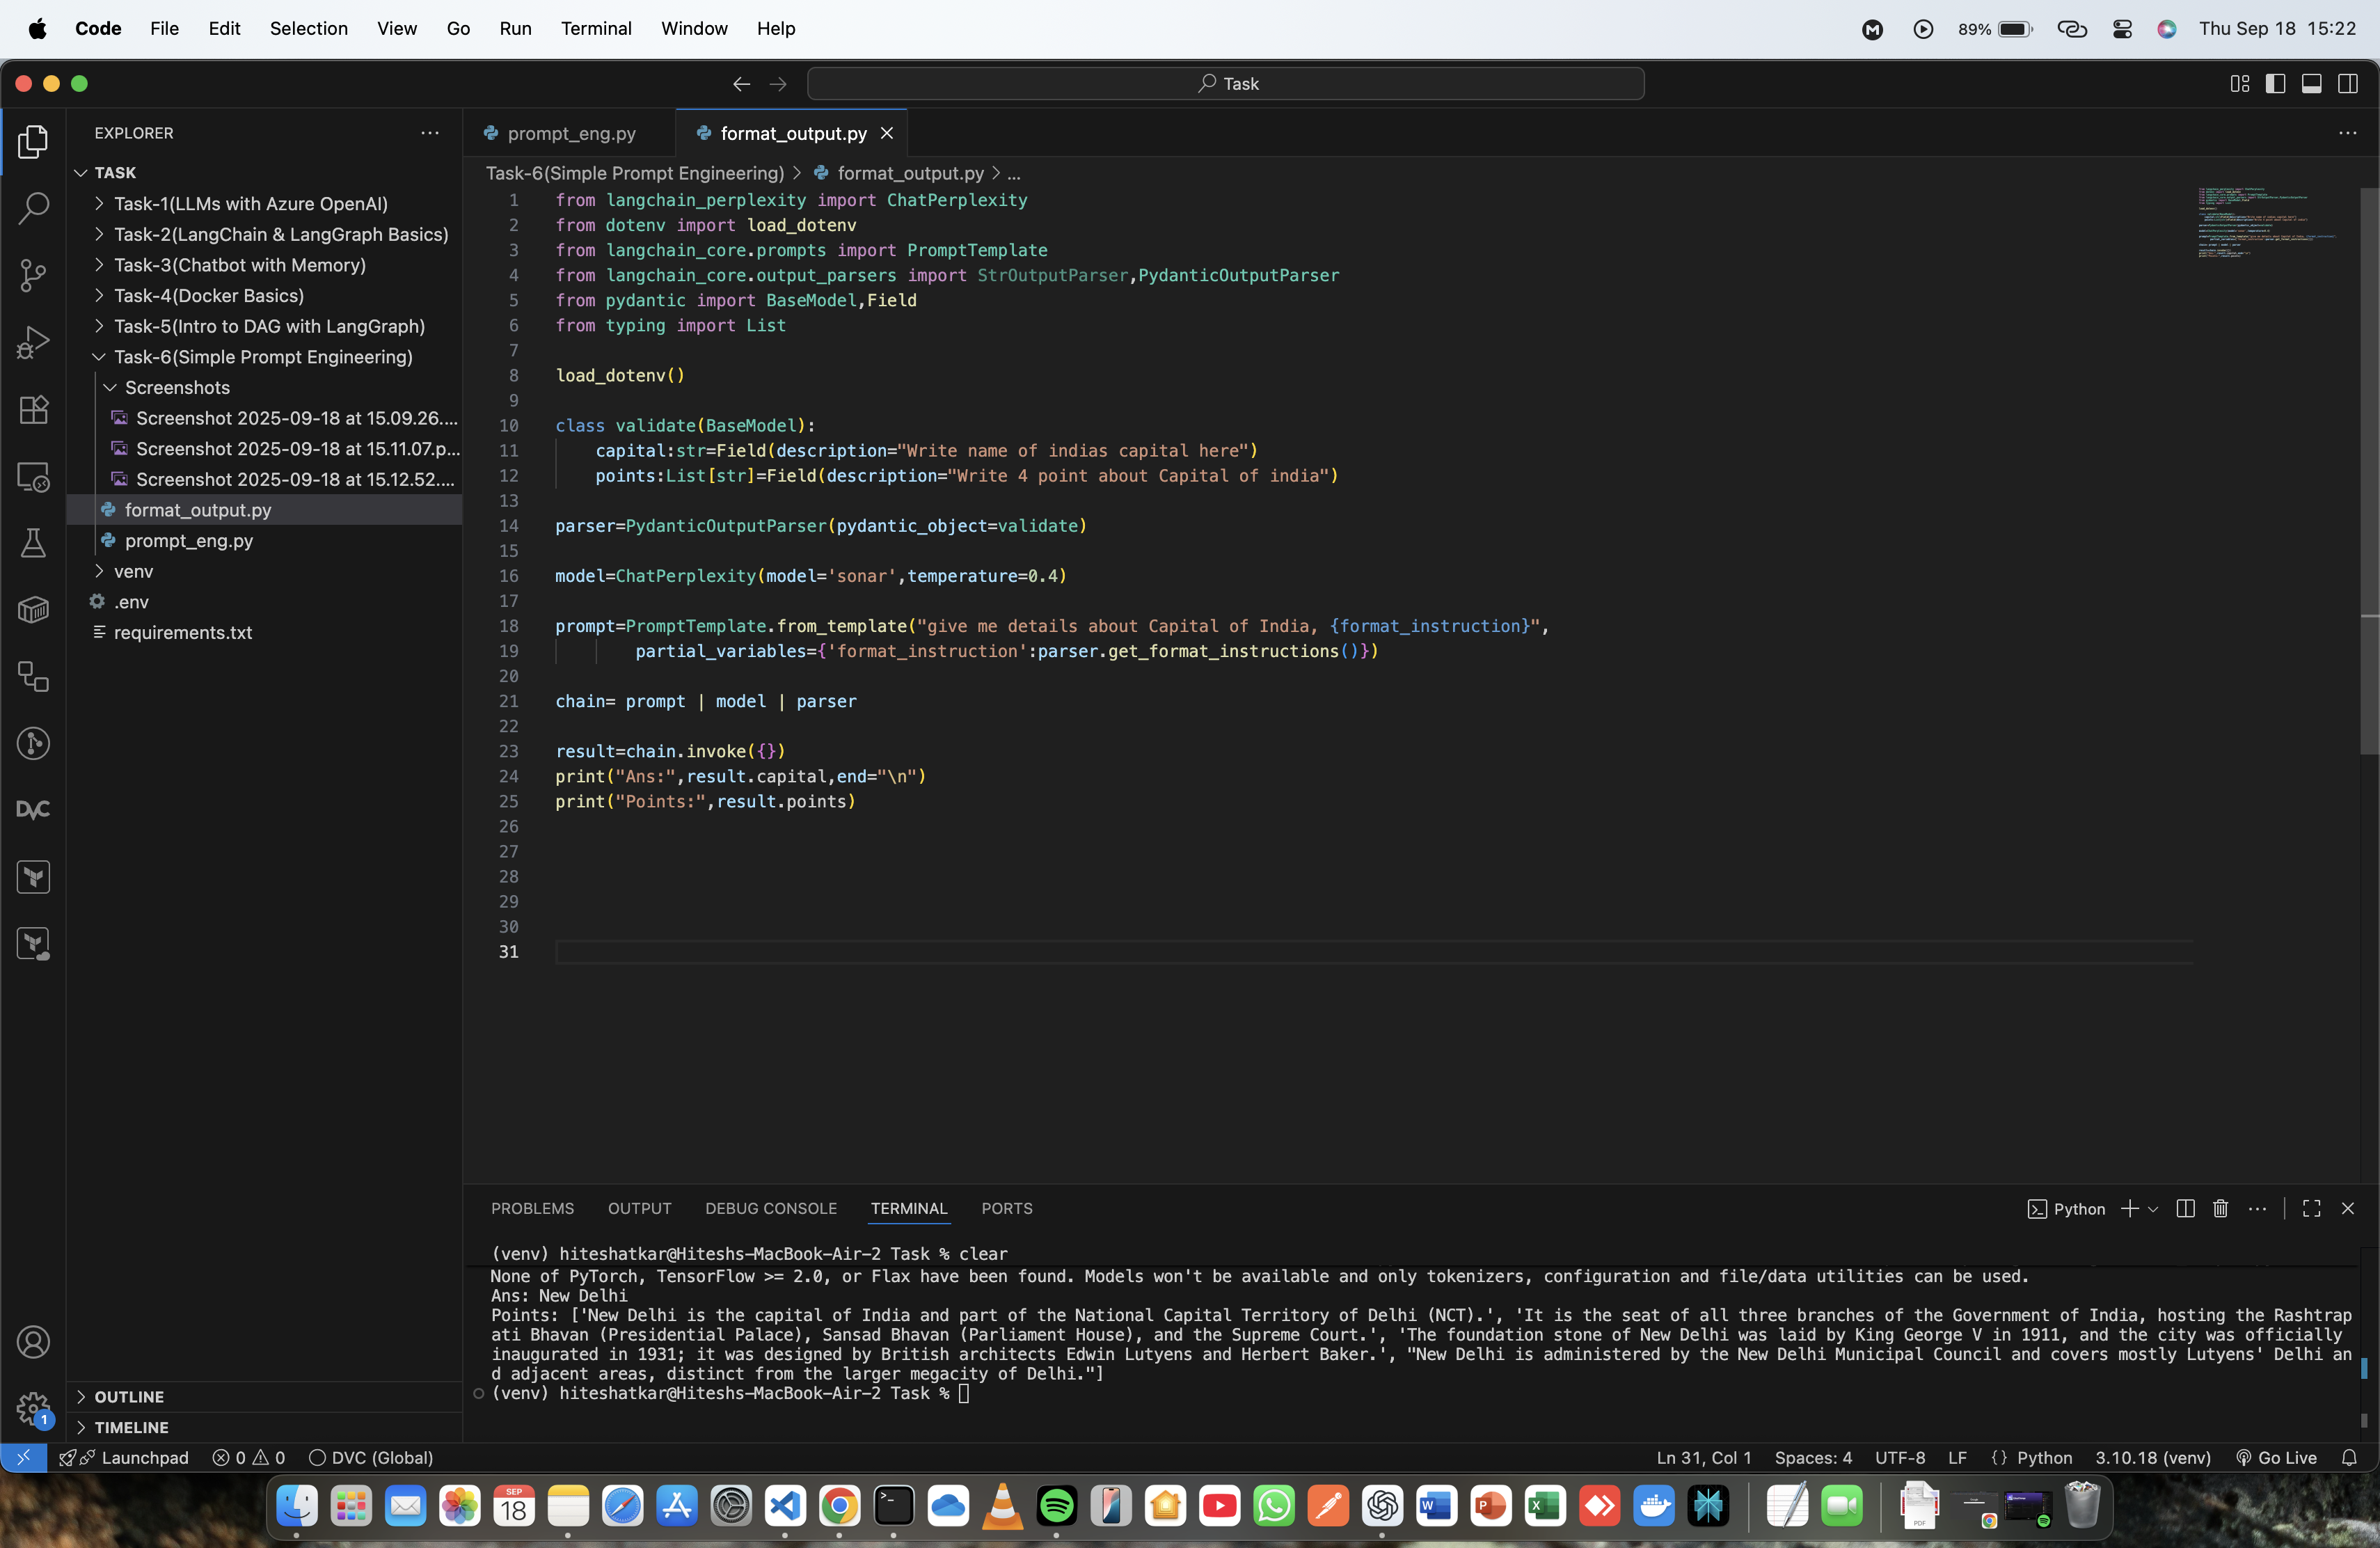 Code File Edit Selection View Go Run Terminal Window Help 89% Thu Sep 18 15:22
Task
EXPLORER
TASK
Task-1(LLMs with Azure OpenAI)
Task-2(LangChain & LangGraph Basics)
Task-3(Chatbot with Memory)
Task-4(Docker Basics)
Task-5(Intro to DAG with LangGraph)
Task-6(Simple Prompt Engineering)
Screenshots
Screenshot 2025-09-18 at 15.09.26....
Screenshot 2025-09-18 at 15.11.07.p...
Screenshot 2025-09-18 at 15.12.52....
format_output.py
prompt_eng.py
venv
.env
requirements.txt
OUTLINE
TIMELINE
DVC
1
prompt_eng.py format_output.py
Task-6(Simple Prompt Engineering) > format_output.py > ...
1 from langchain_perplexity import ChatPerplexity
2 from dotenv import load_dotenv
3 from langchain_core.prompts import PromptTemplate
4 from langchain_core.output_parsers import StrOutputParser,PydanticOutputParser
5 from pydantic import BaseModel,Field
6 from typing import List
7
8 load_dotenv()
9
10 class validate(BaseModel):
11     capital:str=Field(description="Write name of indias capital here")
12     points:List[str]=Field(description="Write 4 point about Capital of india")
13
14 parser=PydanticOutputParser(pydantic_object=validate)
15
16 model=ChatPerplexity(model='sonar',temperature=0.4)
17
18 prompt=PromptTemplate.from_template("give me details about Capital of India, {format_instruction}",
19         partial_variables={'format_instruction':parser.get_format_instructions()})
20
21 chain= prompt | model | parser
22
23 result=chain.invoke({})
24 print("Ans:",result.capital,end="\n")
25 print("Points:",result.points)
26
27
28
29
30
31
PROBLEMS OUTPUT DEBUG CONSOLE TERMINAL PORTS Python
(venv) hiteshatkar@Hiteshs-MacBook-Air-2 Task % clear
None of PyTorch, TensorFlow >= 2.0, or Flax have been found. Models won't be available and only tokenizers, configuration and file/data utilities can be used.
Ans: New Delhi
Points: ['New Delhi is the capital of India and part of the National Capital Territory of Delhi (NCT).', 'It is the seat of all three branches of the Government of India, hosting the Rashtrap
ati Bhavan (Presidential Palace), Sansad Bhavan (Parliament House), and the Supreme Court.', 'The foundation stone of New Delhi was laid by King George V in 1911, and the city was officially
inaugurated in 1931; it was designed by British architects Edwin Lutyens and Herbert Baker.', "New Delhi is administered by the New Delhi Municipal Council and covers mostly Lutyens' Delhi an
d adjacent areas, distinct from the larger megacity of Delhi."]
(venv) hiteshatkar@Hiteshs-MacBook-Air-2 Task %
Launchpad 0 0 DVC (Global) Ln 31, Col 1 Spaces: 4 UTF-8 LF {} Python 3.10.18 (venv) Go Live
SEP
18
PDF